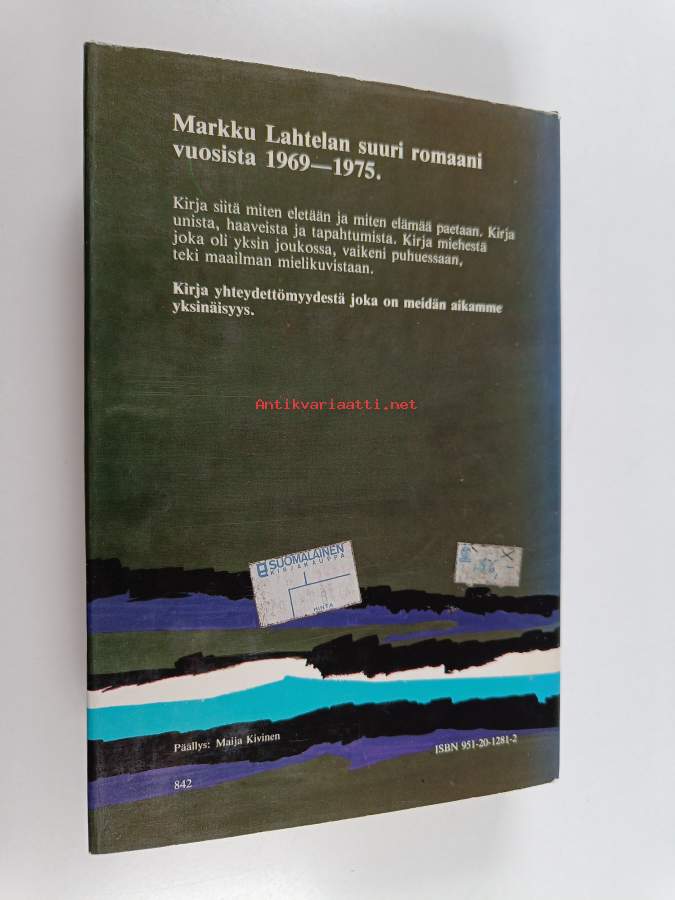 Markku Lahtelan suuri romaani
vuosista 1969—1975.
Kirja siitä miten eletään ja miten elämää paetaan. Kirja
unista, haaveista ja tapahtumista. Kirja miehestä
joka oli yksin joukossa, vaikeni puhuessaan,
teki maailman mielikuvistaan.
Kirja yhteydettömyydestä joka on meidän aikamme
yksinäisyys.
Antikvariaatti.net
SUOMALAINEN
KIRJAKAUPPA
HINTA
Päällys: Maija Kivinen
ISBN 951-20-1281-2
842